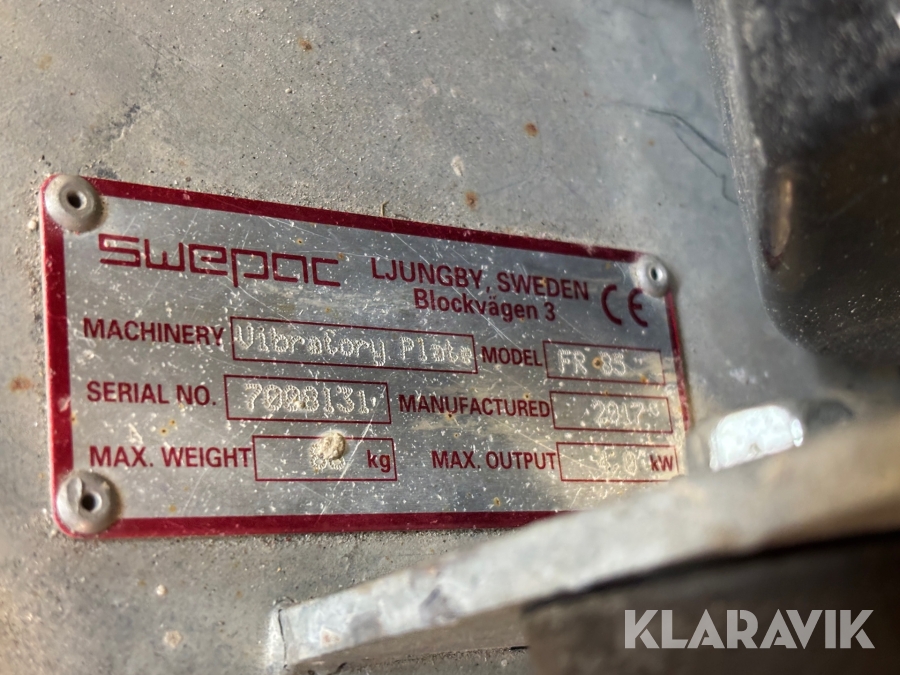 swepac LJUNGBY, SWEDEN
Blockvägen 3 CE
MACHINERY Vibratory Plate MODEL FR 85
SERIAL NO. 7008131 MANUFACTURED 2017
MAX. WEIGHT kg MAX. OUTPUT kW
KLARAVIK